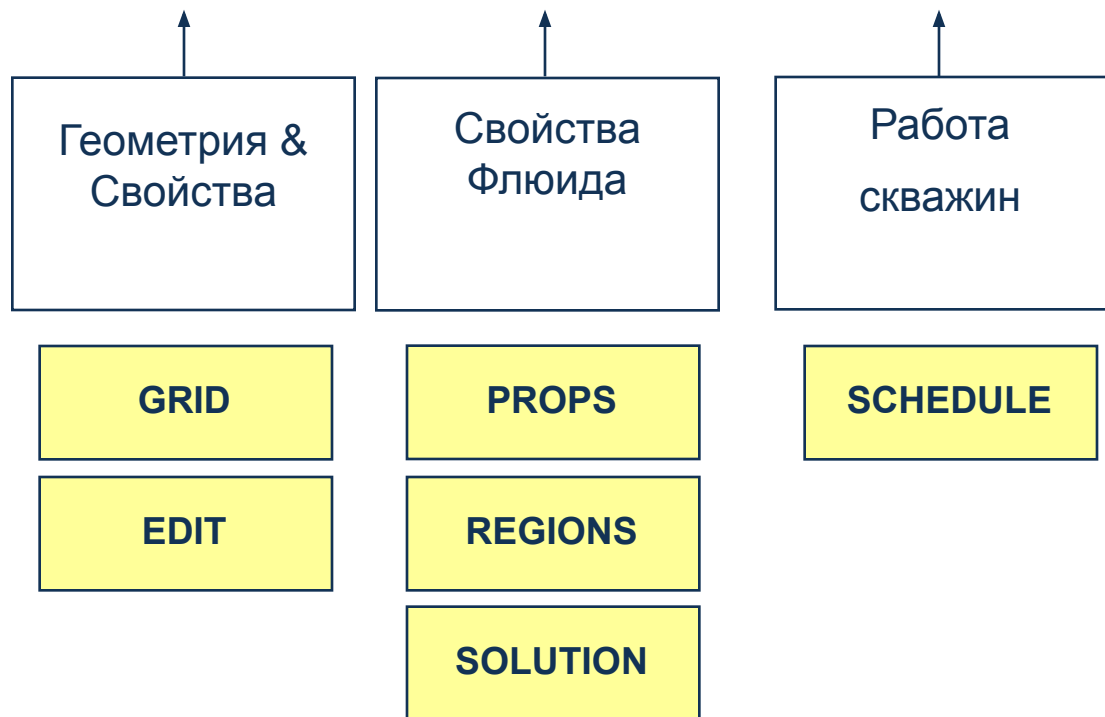 Геометрия &
Свойства
Свойства
Флюида
Работа
скважин
GRID
PROPS
SCHEDULE
EDIT
REGIONS
SOLUTION